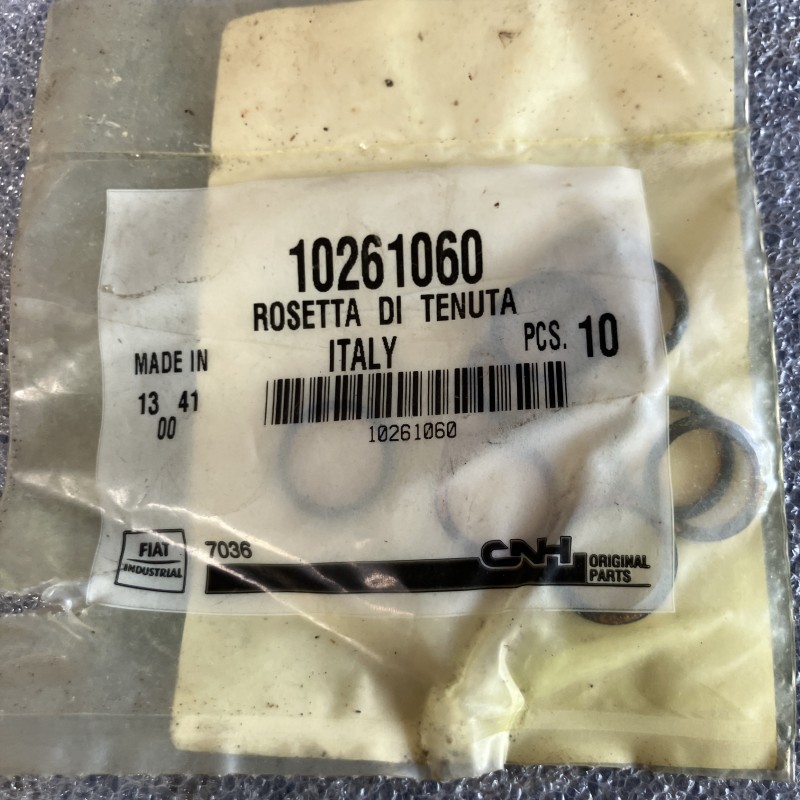 10261060
ROSETTA DI TENUTA
MADE IN ITALY PCS. 10
13 41
00
10261060
FIAT
INDUSTRIAL
7036
CNH
ORIGINAL
PARTS